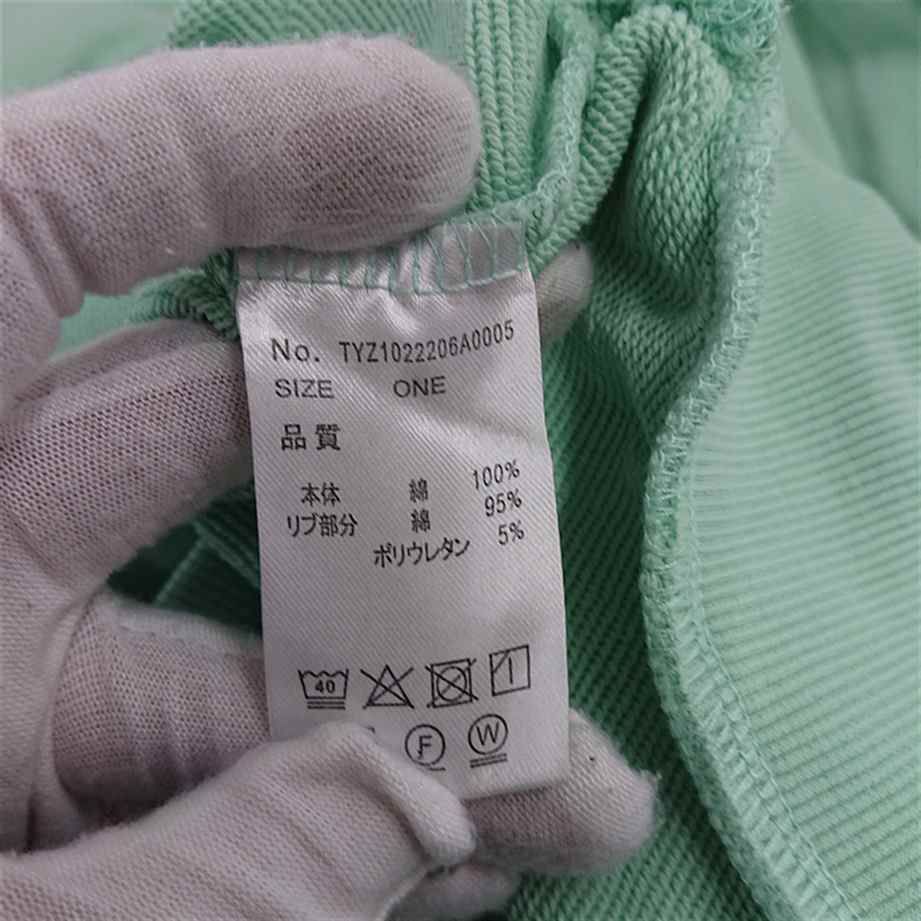 No. TYZ1022206A0005
SIZE ONE
品質
本体 綿 100%
リブ部分 綿 95%
ポリウレタン 5%
40
F W